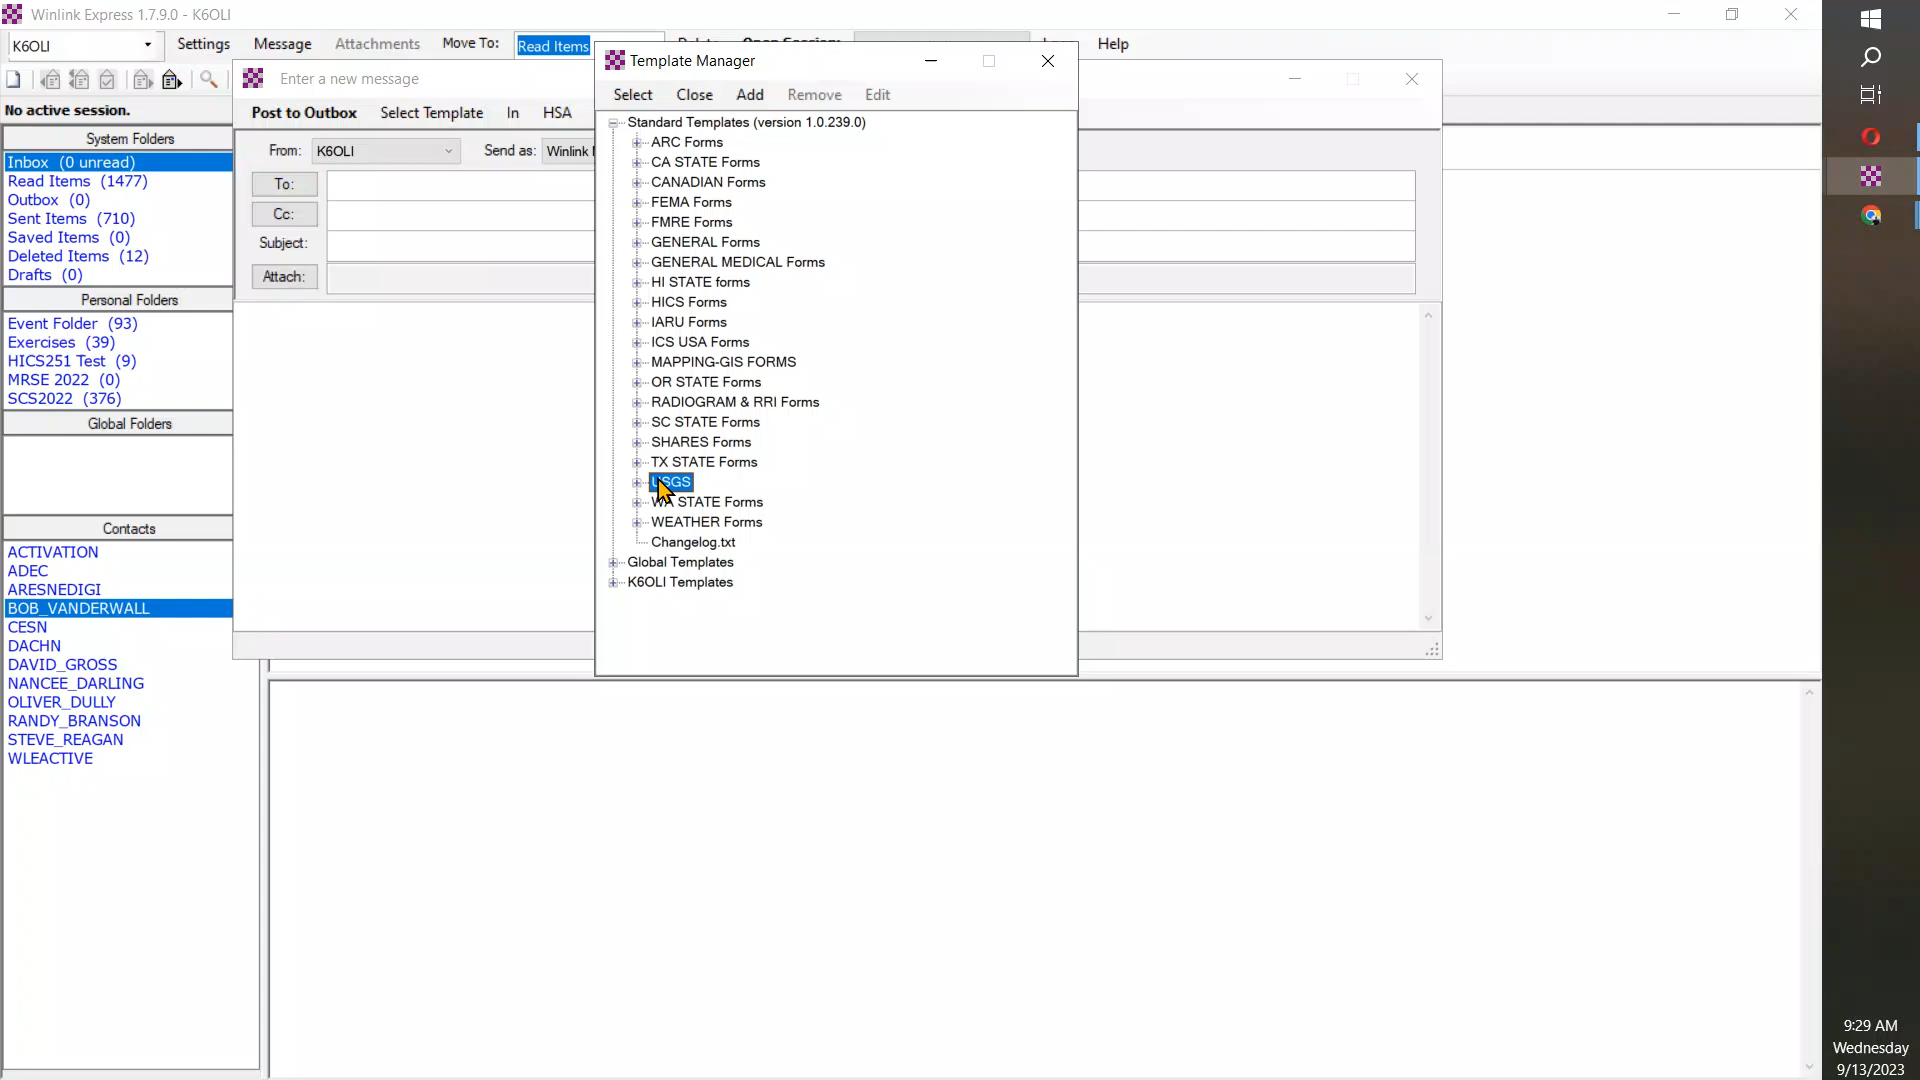 Winlink Express 1.7.9.0 - K6OLI
K6OLI
Settings
Message
Attachments
Move To:
Read Items
Help
No active session.
System Folders
Inbox (0 unread)
Read Items (1477)
Outbox (0)
Sent Items (710)
Saved Items (0)
Deleted Items (12)
Drafts (0)
Personal Folders
Event Folder (93)
Exercises (39)
HICS251 Test (9)
MRSE 2022 (0)
SCS2022 (376)
Global Folders
Contacts
ACTIVATION
ADEC
ARESNEDIGI
BOB_VANDERWALL
CESN
DACHN
DAVID_GROSS
NANCEE_DARLING
OLIVER_DULLY
RANDY_BRANSON
STEVE_REAGAN
WLEACTIVE
Enter a new message
Post to Outbox
Select Template
In
HSA
From:
K6OLI
Send as:
Winlink
To:
Cc:
Subject:
Attach:
Template Manager
Select
Close
Add
Remove
Edit
Standard Templates (version 1.0.239.0)
ARC Forms
CA STATE Forms
CANADIAN Forms
FEMA Forms
FMRE Forms
GENERAL Forms
GENERAL MEDICAL Forms
HI STATE forms
HICS Forms
IARU Forms
ICS USA Forms
MAPPING-GIS FORMS
OR STATE Forms
RADIOGRAM & RRI Forms
SC STATE Forms
SHARES Forms
TX STATE Forms
USGS
WA STATE Forms
WEATHER Forms
Changelog.txt
Global Templates
K6OLI Templates
9:29 AM
Wednesday
9/13/2023